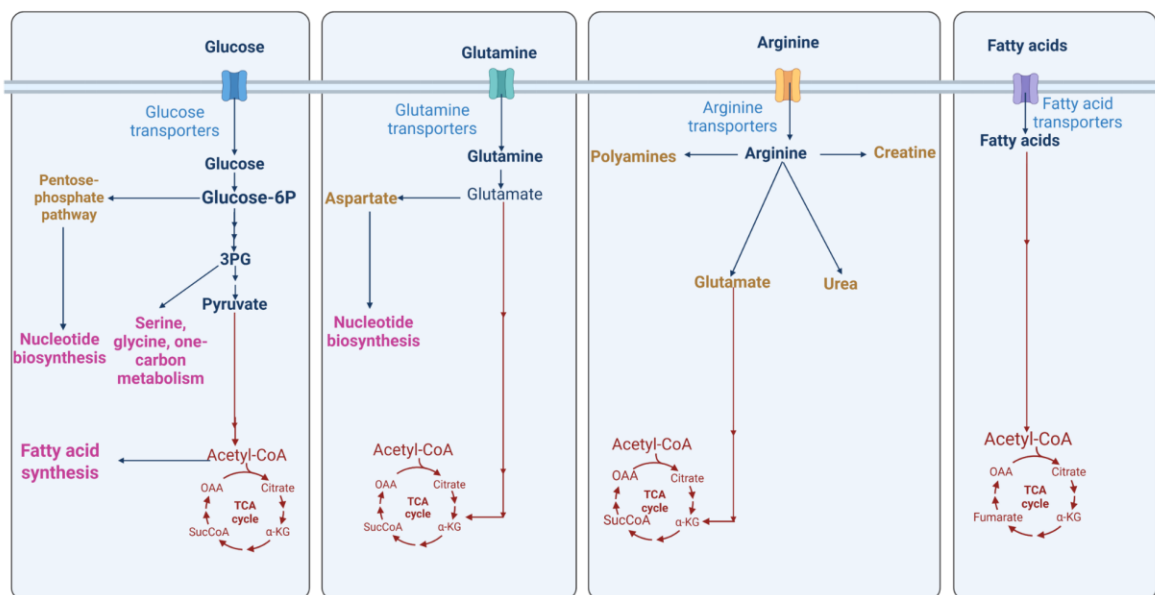 Glucose
Glucose
transporters
Glucose
Pentose-
phosphate
pathway
Glucose-6P
3PG
Pyruvate
Nucleotide
biosynthesis
Serine,
glycine, one-
carbon
metabolism
Fatty acid
synthesis
Acetyl-CoA
OAA
Citrate
TCA
cycle
SucCoA
α-KG
Glutamine
Glutamine
transporters
Glutamine
Aspartate
Glutamate
Nucleotide
biosynthesis
Acetyl-CoA
OAA
Citrate
TCA
cycle
SucCoA
α-KG
Arginine
Arginine
transporters
Polyamines
Arginine
Creatine
Glutamate
Urea
Acetyl-CoA
OAA
Citrate
TCA
cycle
SucCoA
α-KG
Fatty acids
Fatty acid
transporters
Fatty acids
Acetyl-CoA
OAA
Citrate
TCA
cycle
Fumarate
α-KG